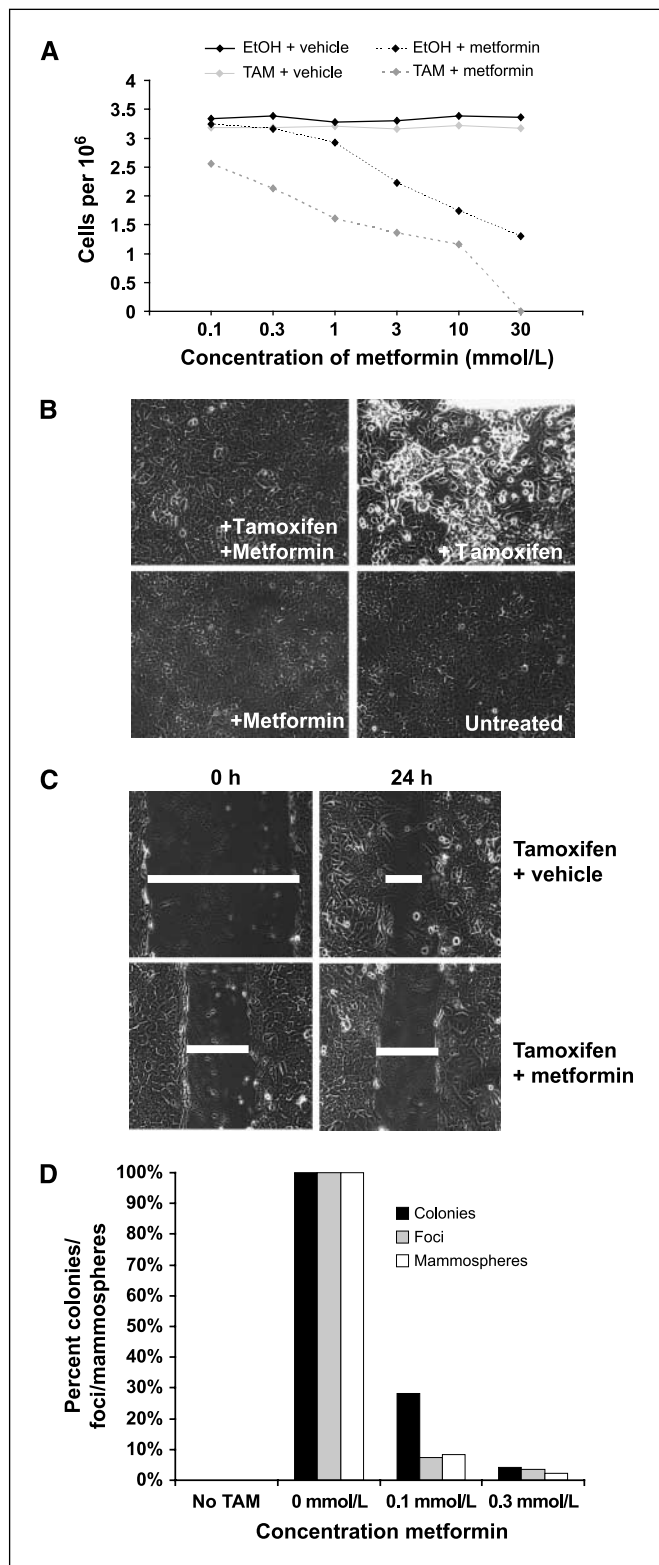 A
EtOH + vehicle
EtOH + metformin
TAM + vehicle
TAM + metformin
4
3.5
3
2.5
2
1.5
1
0.5
0
Cells per 10⁶
0.1 0.3 1 3 10 30
Concentration of metformin (mmol/L)
B
+Tamoxifen
+Metformin
+ Tamoxifen
+Metformin
Untreated
C
0 h
24 h
Tamoxifen
+ vehicle
Tamoxifen
+ metformin
D
100%
90%
80%
70%
60%
50%
40%
30%
20%
10%
0%
Percent colonies/
foci/mammospheres
Colonies
Foci
Mammospheres
No TAM 0 mmol/L 0.1 mmol/L 0.3 mmol/L
Concentration metformin